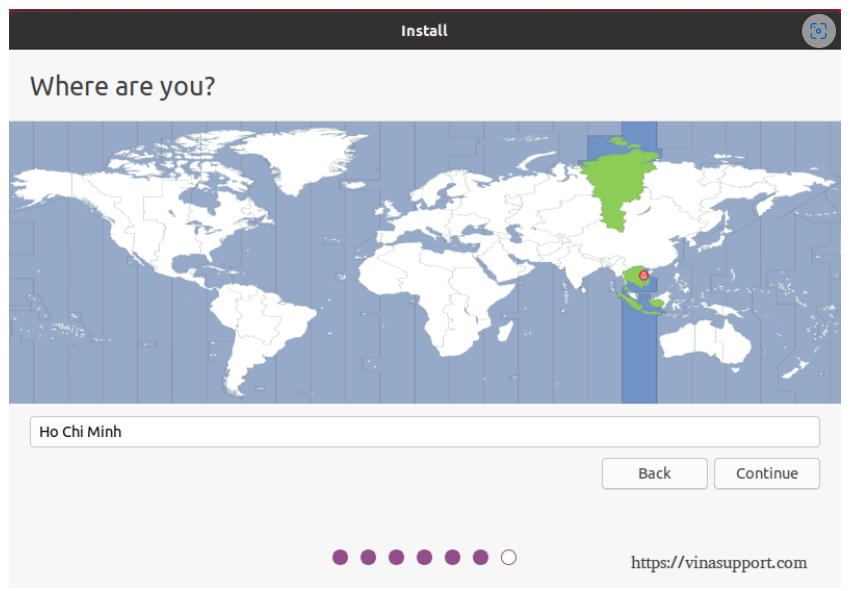 Install
Where are you?
Ho Chi Minh
Back
Continue
https://vinasupport.com